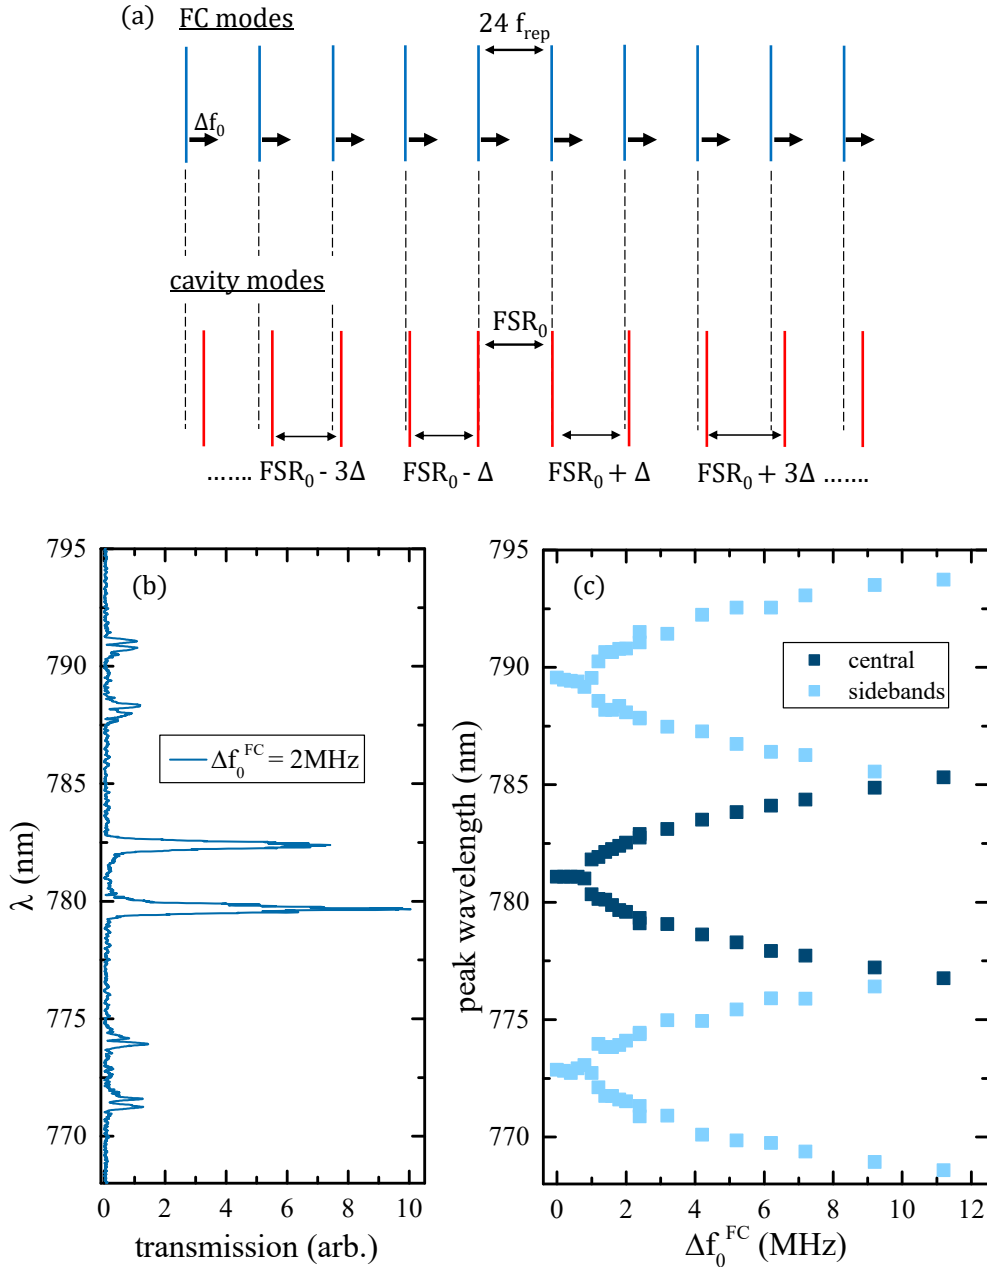 (a) FC modes
24 f_rep
Δf_0
cavity modes
FSR_0
....... FSR_0 - 3Δ FSR_0 - Δ FSR_0 + Δ FSR_0 + 3Δ .......
(b)
795
790
785
780
775
770
λ (nm)
Δf_0^FC = 2MHz
0 2 4 6 8 10
transmission (arb.)
(c)
795
790
785
780
775
770
peak wavelength (nm)
central
sidebands
0 2 4 6 8 10 12
Δf_0^FC (MHz)